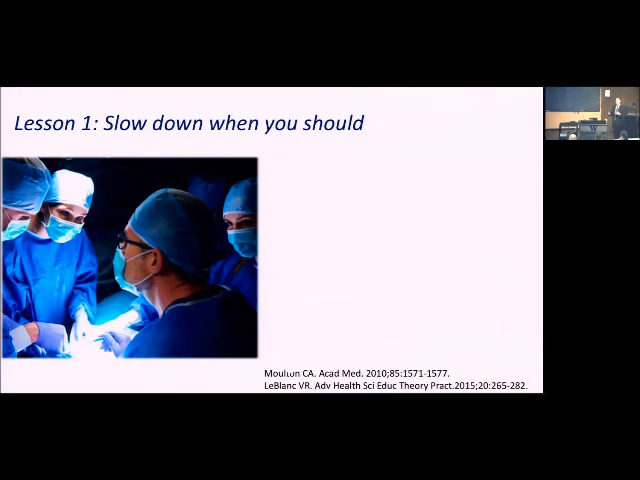 Lesson 1: Slow down when you should
Moulton CA. Acad Med. 2010;85:1571-1577.
LeBlanc VR. Adv Health Sci Educ Theory Pract.2015;20:265-282.